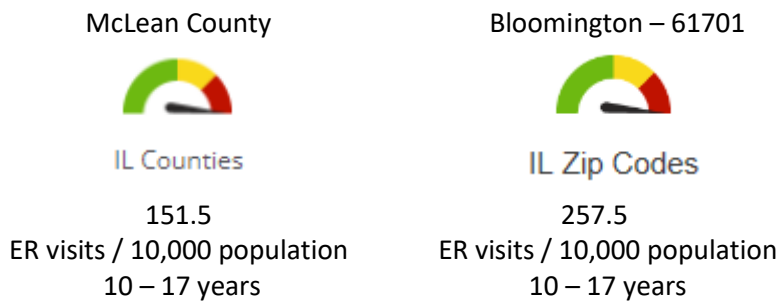 McLean County
IL Counties
151.5
ER visits / 10,000 population
10 – 17 years
Bloomington – 61701
IL Zip Codes
257.5
ER visits / 10,000 population
10 – 17 years